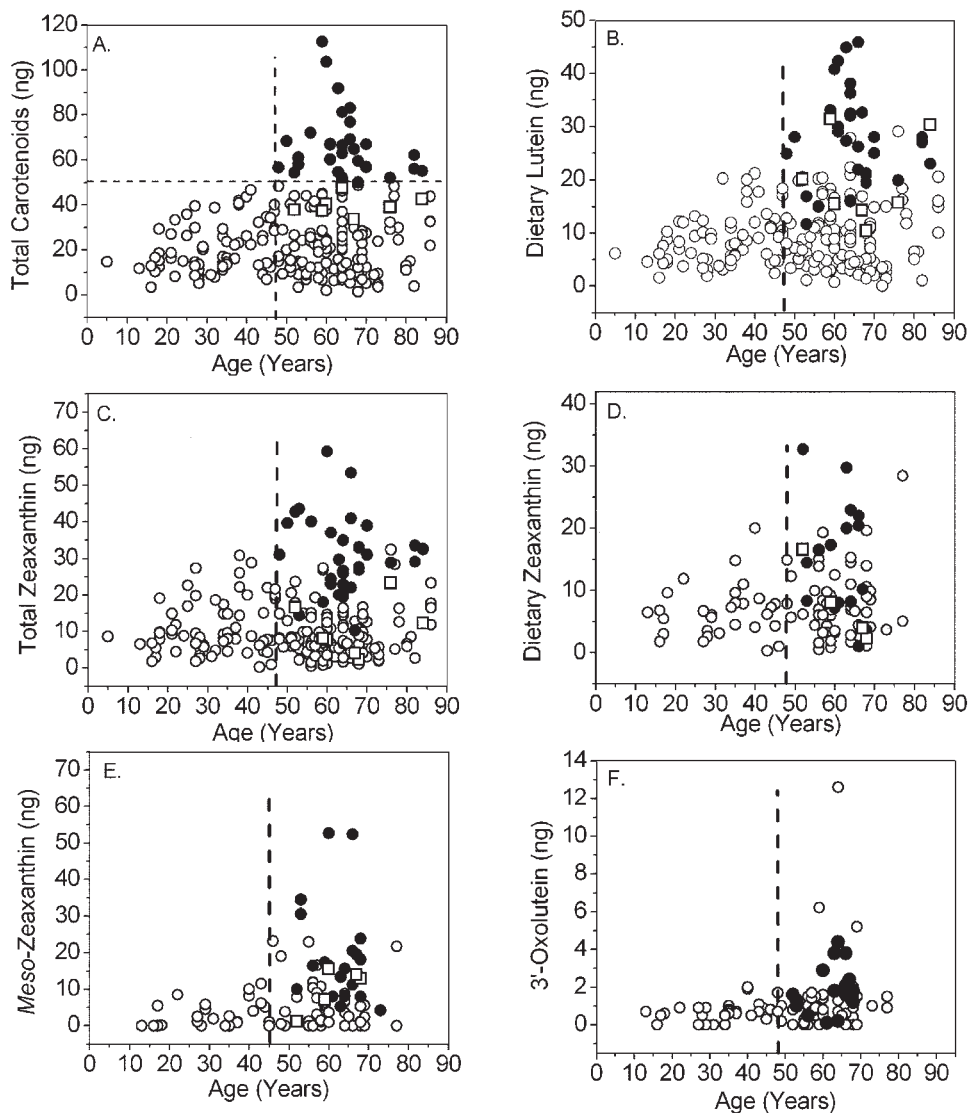 A.
Total Carotenoids (ng)
120
100
80
60
40
20
0
0 10 20 30 40 50 60 70 80 90
Age (Years)
B.
Dietary Lutein (ng)
50
40
30
20
10
0
0 10 20 30 40 50 60 70 80 90
Age (Years)
C.
Total Zeaxanthin (ng)
70
60
50
40
30
20
10
0
0 10 20 30 40 50 60 70 80 90
Age (Years)
D.
Dietary Zeaxanthin (ng)
40
30
20
10
0
0 10 20 30 40 50 60 70 80 90
Age (Years)
E.
Meso-Zeaxanthin (ng)
70
60
50
40
30
20
10
0
0 10 20 30 40 50 60 70 80 90
Age (Years)
F.
3'-Oxolutein (ng)
14
12
10
8
6
4
2
0
0 10 20 30 40 50 60 70 80 90
Age (Years)